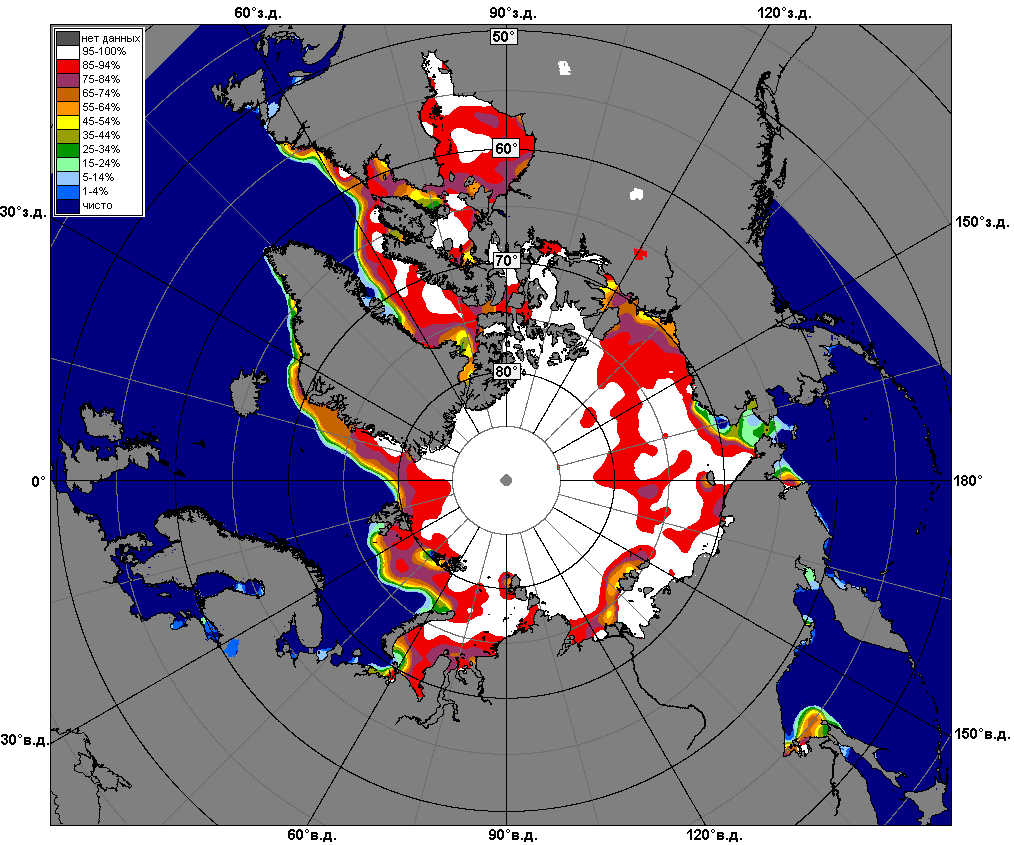 60°з.д.
90°з.д.
120°з.д.
нет данных
95-100%
85-94%
75-84%
65-74%
55-64%
45-54%
35-44%
25-34%
15-24%
5-14%
1-4%
чисто
50°
60°
70°
80°
30°з.д.
150°з.д.
0°
180°
30°в.д.
150°в.д.
60°в.д.
90°в.д.
120°в.д.